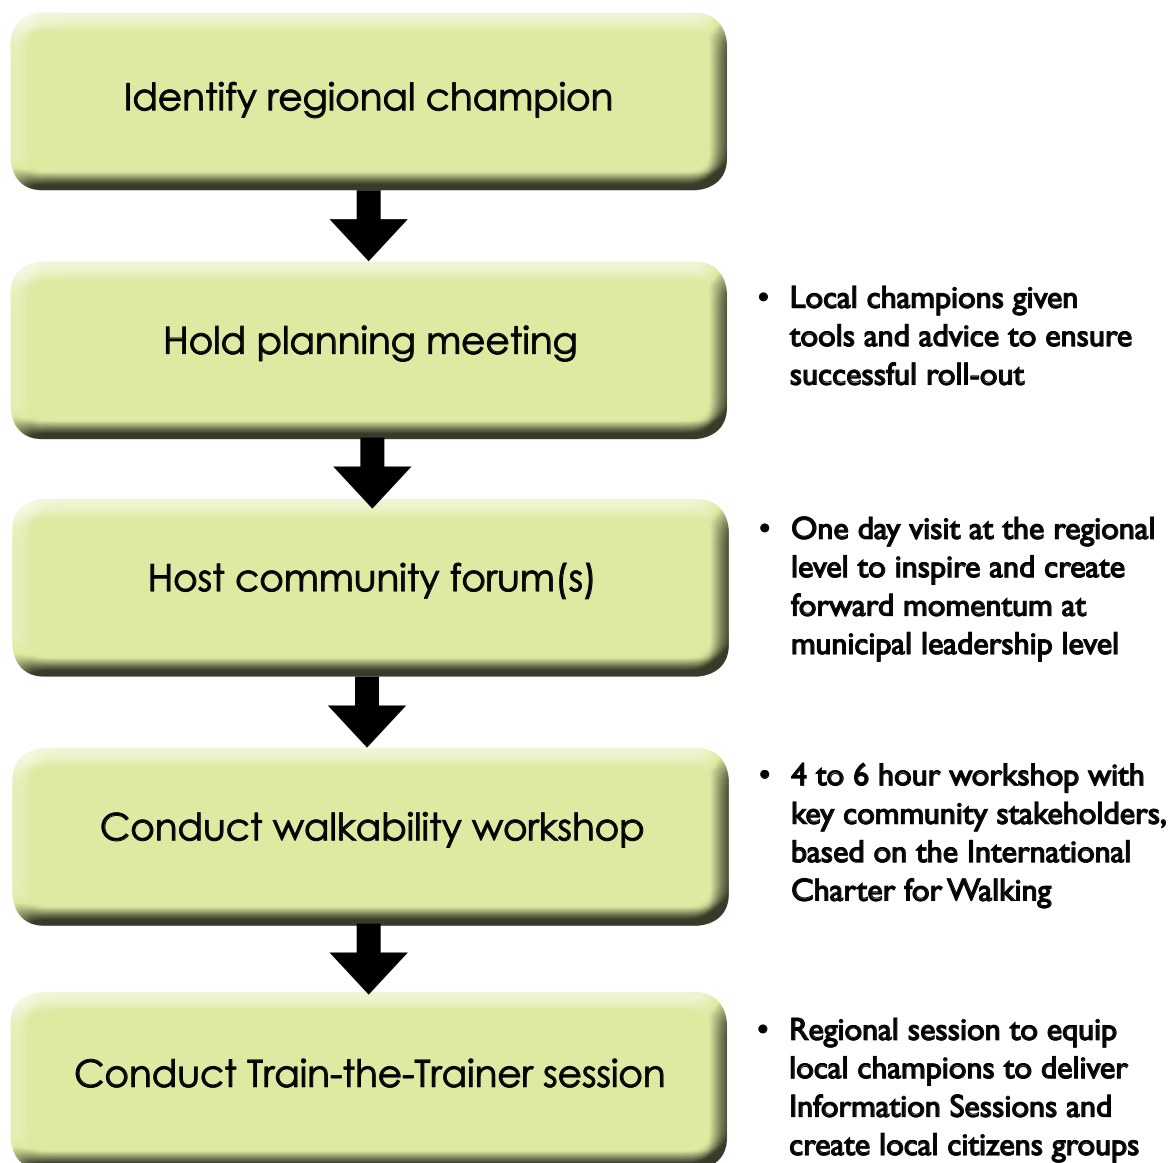 Identify regional champion
Hold planning meeting
• Local champions given
tools and advice to ensure
successful roll-out
Host community forum(s)
• One day visit at the regional
level to inspire and create
forward momentum at
municipal leadership level
Conduct walkability workshop
• 4 to 6 hour workshop with
key community stakeholders,
based on the International
Charter for Walking
Conduct Train-the-Trainer session
• Regional session to equip
local champions to deliver
Information Sessions and
create local citizens groups